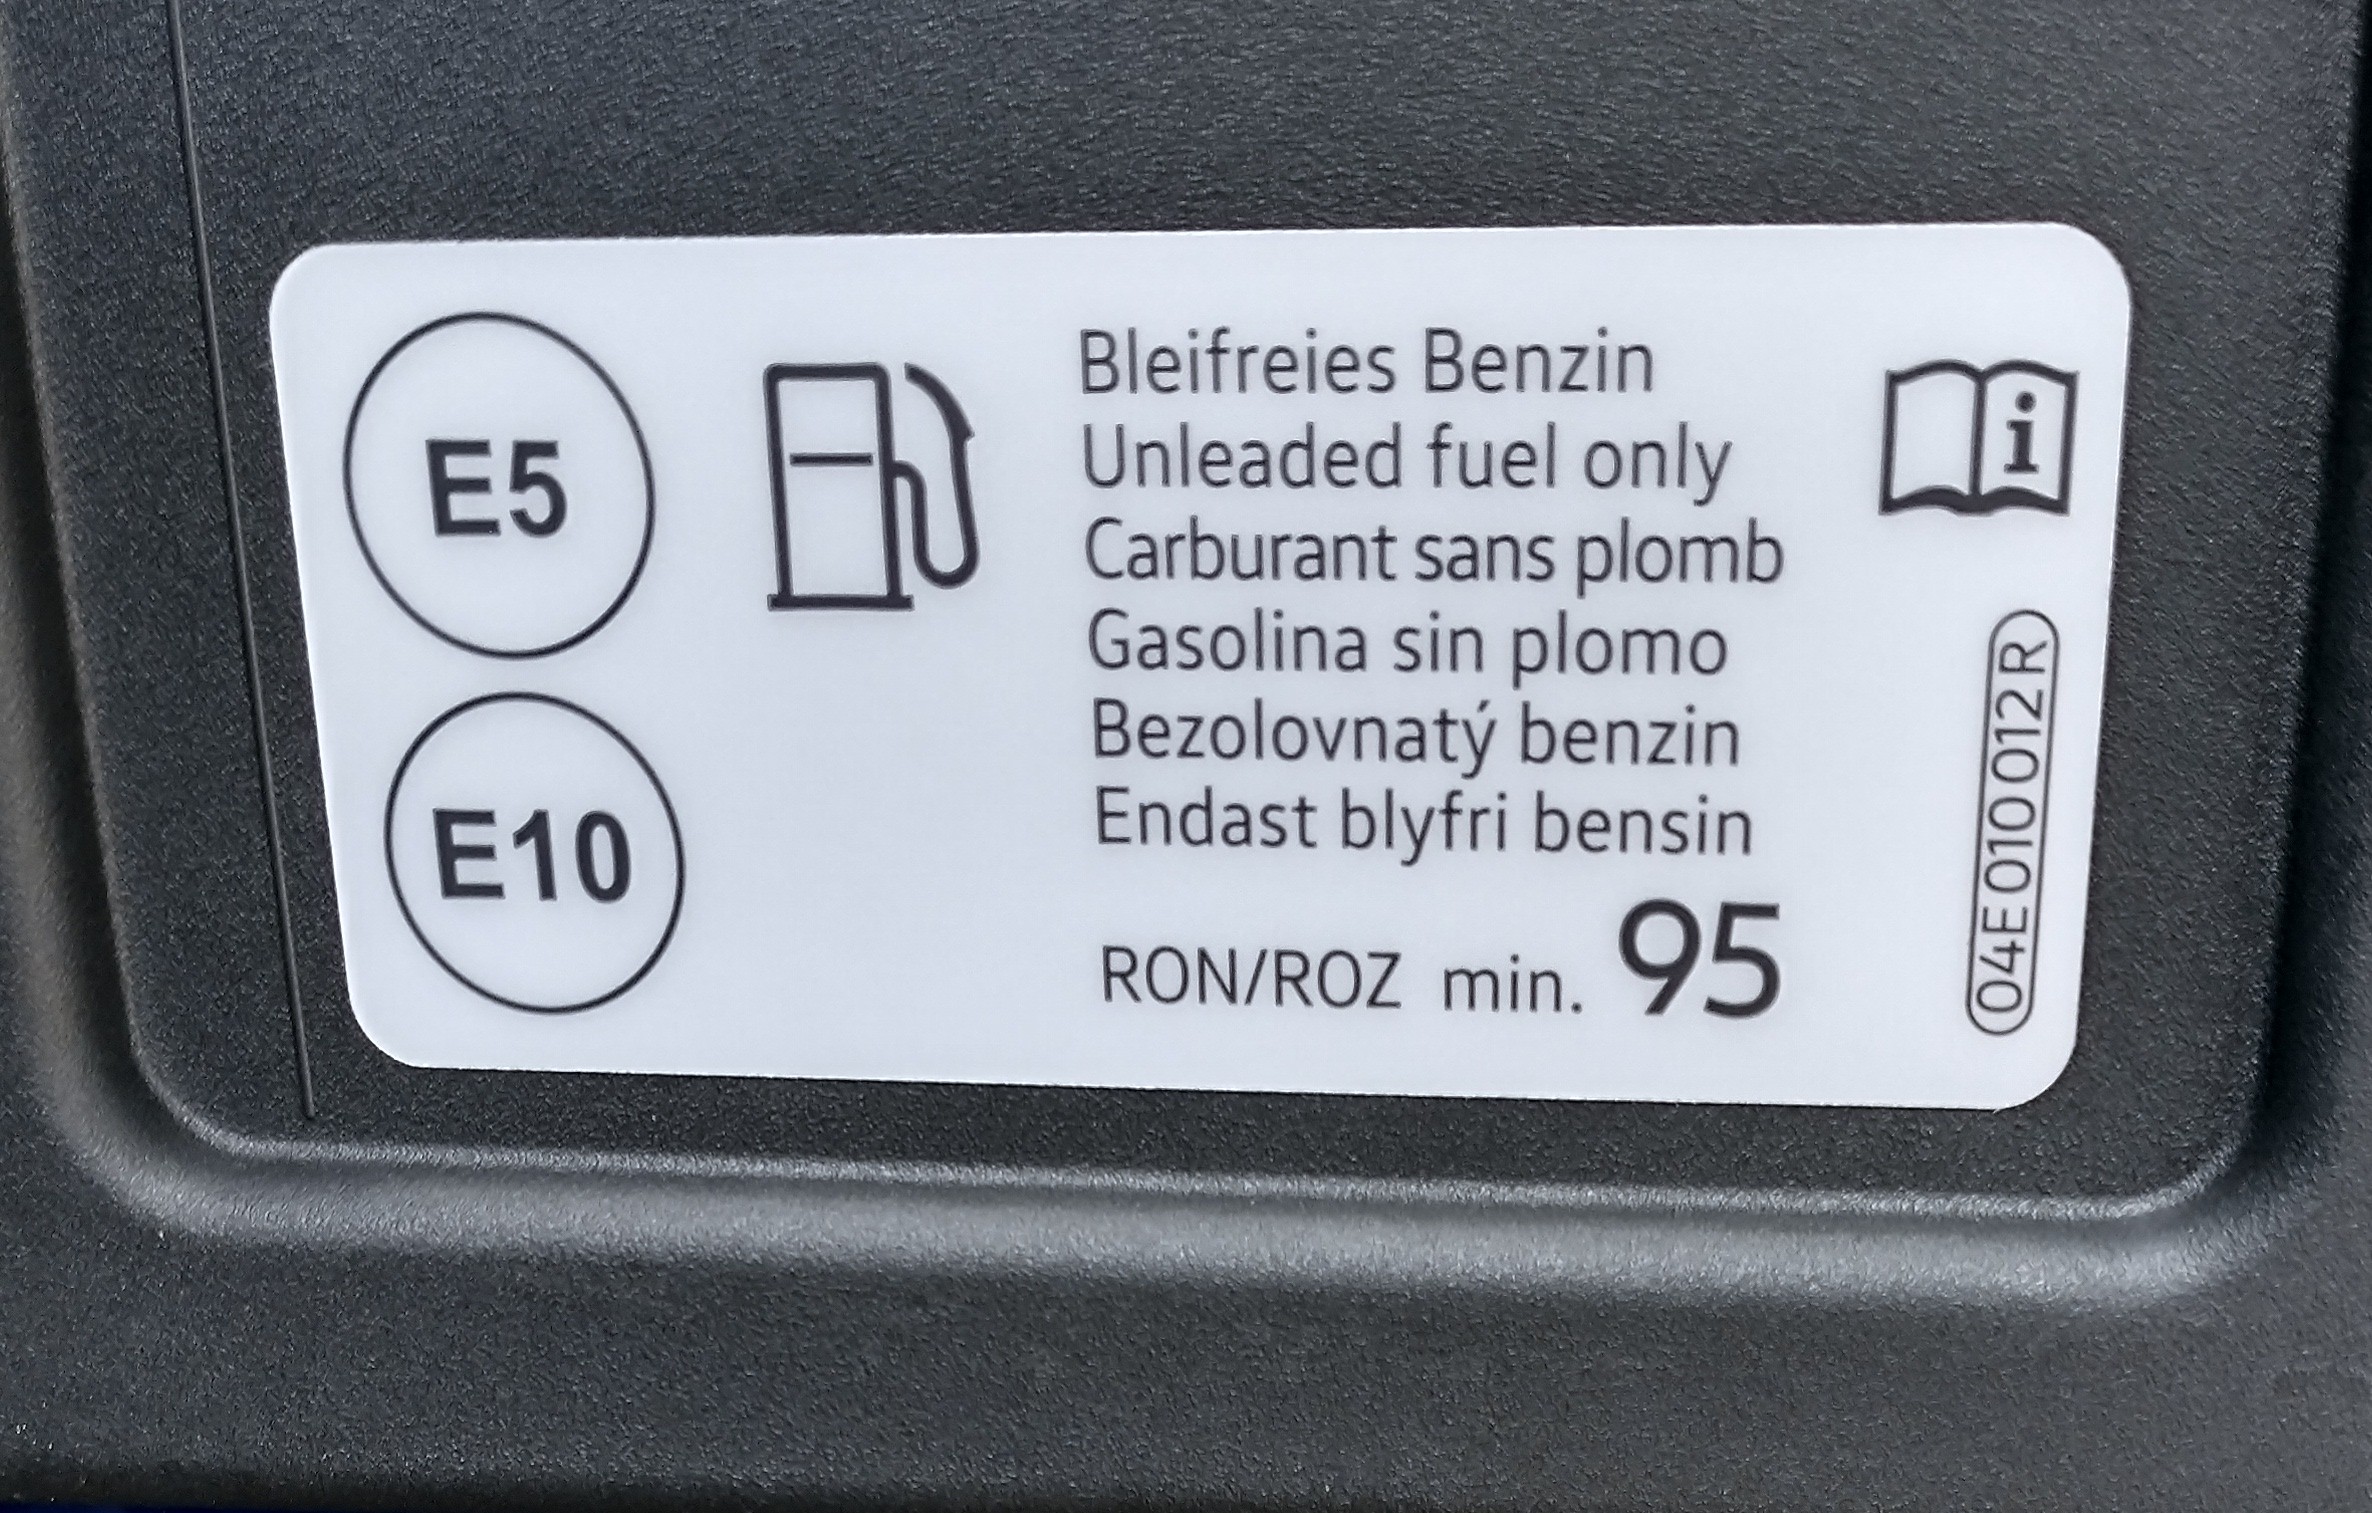 E5
E10
Bleifreies Benzin
Unleaded fuel only
Carburant sans plomb
Gasolina sin plomo
Bezolovnatý benzin
Endast blyfri bensin
RON/ROZ min. 95
i
04E 010 012 R